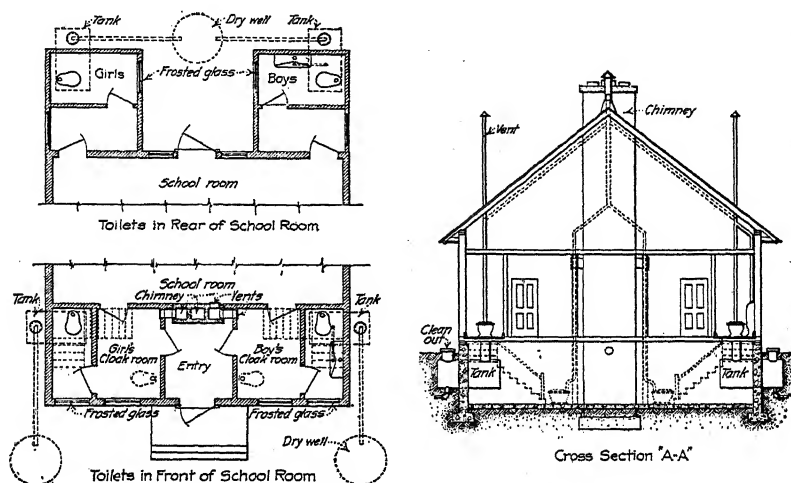 Tank
Dry well
Tank
Girls
Frosted glass
Boys
School room
Toilets in Rear of School Room
School room
Chimney
Vents
Tank
Tank
Girl's
Cloak room
Entry
Boy's
Cloak room
Frosted glass
Frosted glass
Dry well
Toilets in Front of School Room
Chimney
Vent
Clean
out
Tank
Tank
Cross Section "A-A"